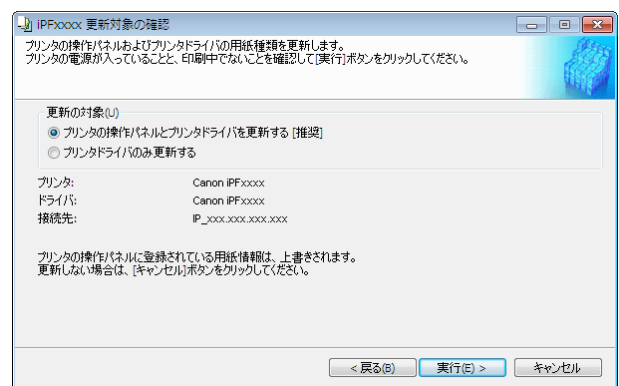 iPFxxxx 更新対象の確認
プリンタの操作パネルおよびプリンタドライバの用紙種類を更新します。
プリンタの電源が入っていることと、印刷中でないことを確認して[実行]ボタンをクリックしてください。
更新の対象(U)
プリンタの操作パネルとプリンタドライバを更新する [推奨]
プリンタドライバのみ更新する
プリンタ: Canon iPFxxxx
ドライバ: Canon iPFxxxx
接続先: IP_xxx.xxx.xxx.xxx
プリンタの操作パネルに登録されている用紙情報は、上書きされます。
更新しない場合は、[キャンセル]ボタンをクリックしてください。
< 戻る(B) 実行(E) > キャンセル